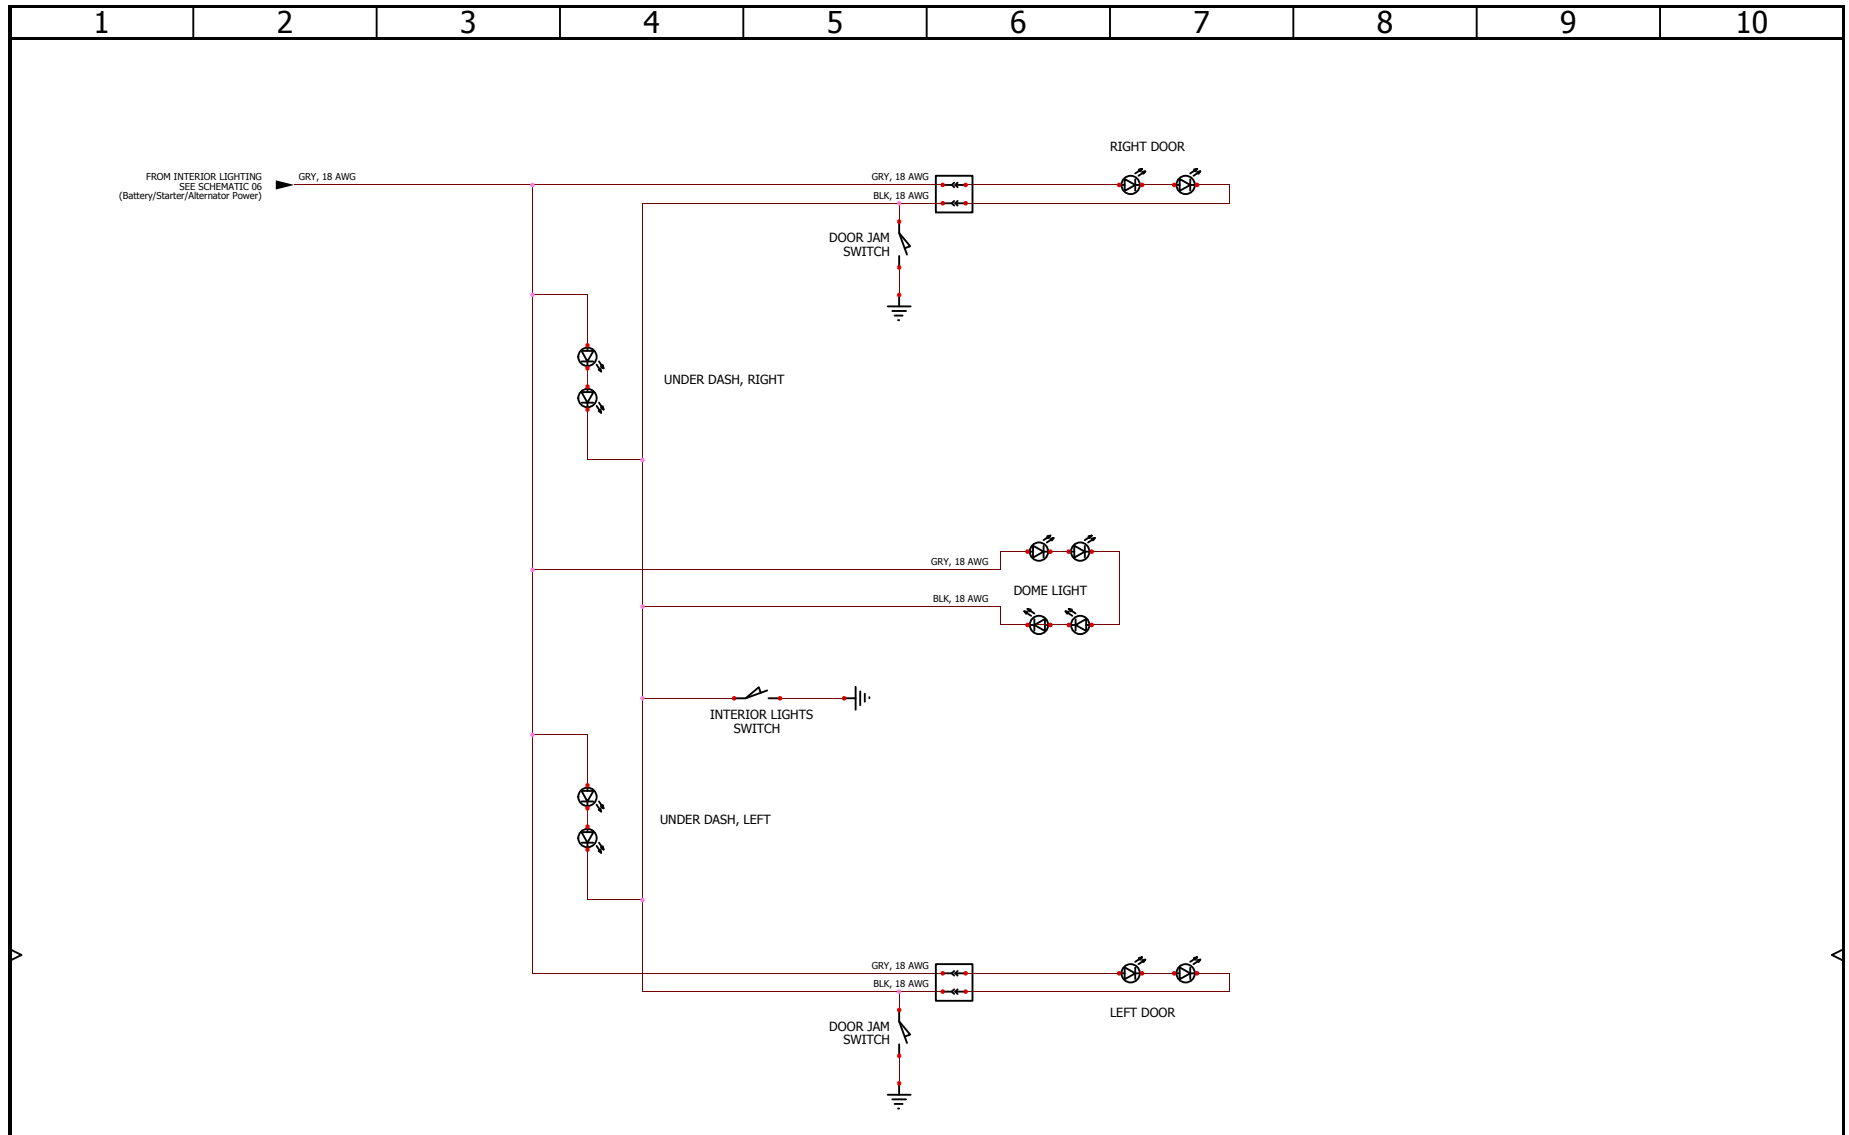 1 2 3 4 5 6 7 8 9 10
RIGHT DOOR
FROM INTERIOR LIGHTING
SEE SCHEMATIC 06
(Battery/Starter/Alternator Power)
GRY, 18 AWG
GRY, 18 AWG
BLK, 18 AWG
DOOR JAM
SWITCH
UNDER DASH, RIGHT
GRY, 18 AWG
DOME LIGHT
BLK, 18 AWG
INTERIOR LIGHTS
SWITCH
UNDER DASH, LEFT
GRY, 18 AWG
BLK, 18 AWG
LEFT DOOR
DOOR JAM
SWITCH